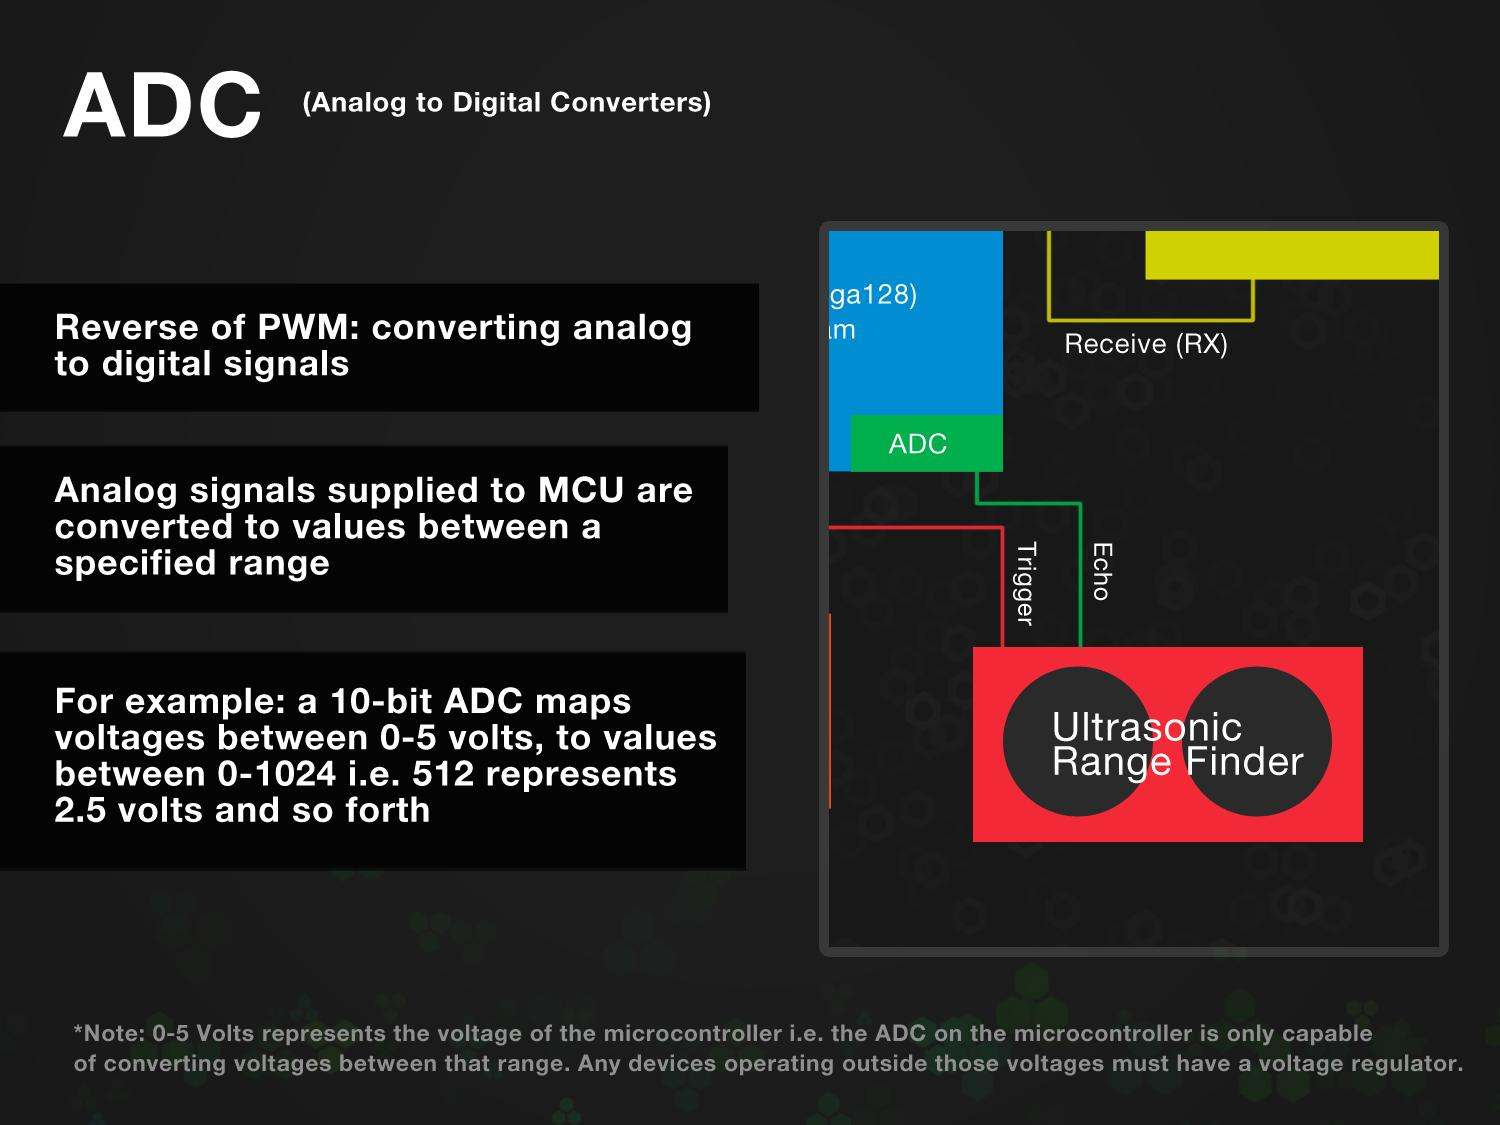 ADC (Analog to Digital Converters)
Reverse of PWM: converting analog
to digital signals
Analog signals supplied to MCU are
converted to values between a
specified range
For example: a 10-bit ADC maps
voltages between 0-5 volts, to values
between 0-1024 i.e. 512 represents
2.5 volts and so forth
ga128)
am
Receive (RX)
ADC
Trigger
Echo
Ultrasonic
Range Finder
*Note: 0-5 Volts represents the voltage of the microcontroller i.e. the ADC on the microcontroller is only capable
of converting voltages between that range. Any devices operating outside those voltages must have a voltage regulator.